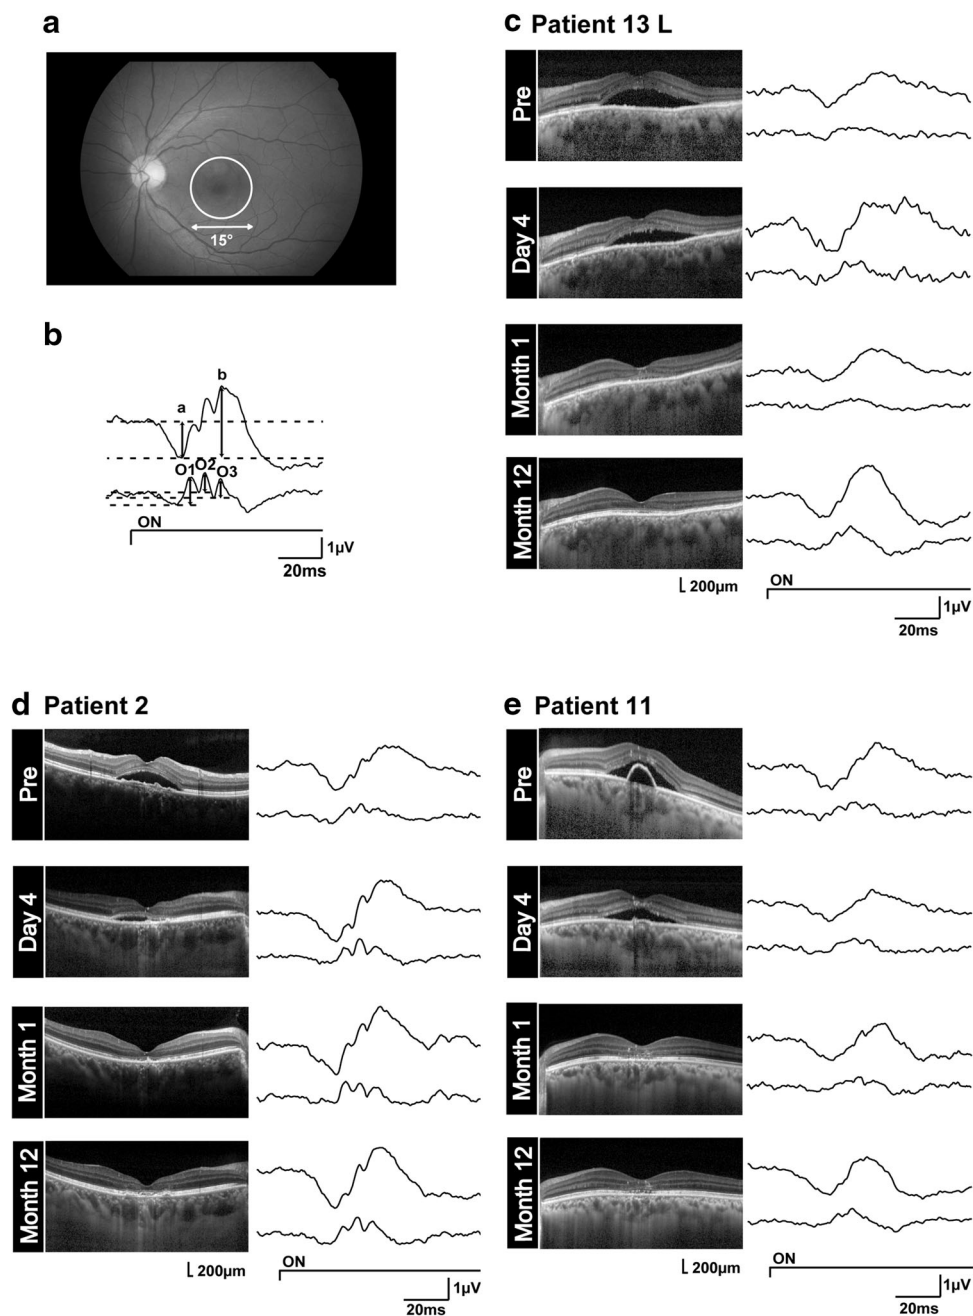 a
15°
b
a
b
O1 O2 O3
ON
1μV
20ms
c Patient 13 L
Pre
Day 4
Month 1
Month 12
200μm
ON
1μV
20ms
d Patient 2
Pre
Day 4
Month 1
Month 12
200μm
ON
1μV
20ms
e Patient 11
Pre
Day 4
Month 1
Month 12
200μm
ON
1μV
20ms